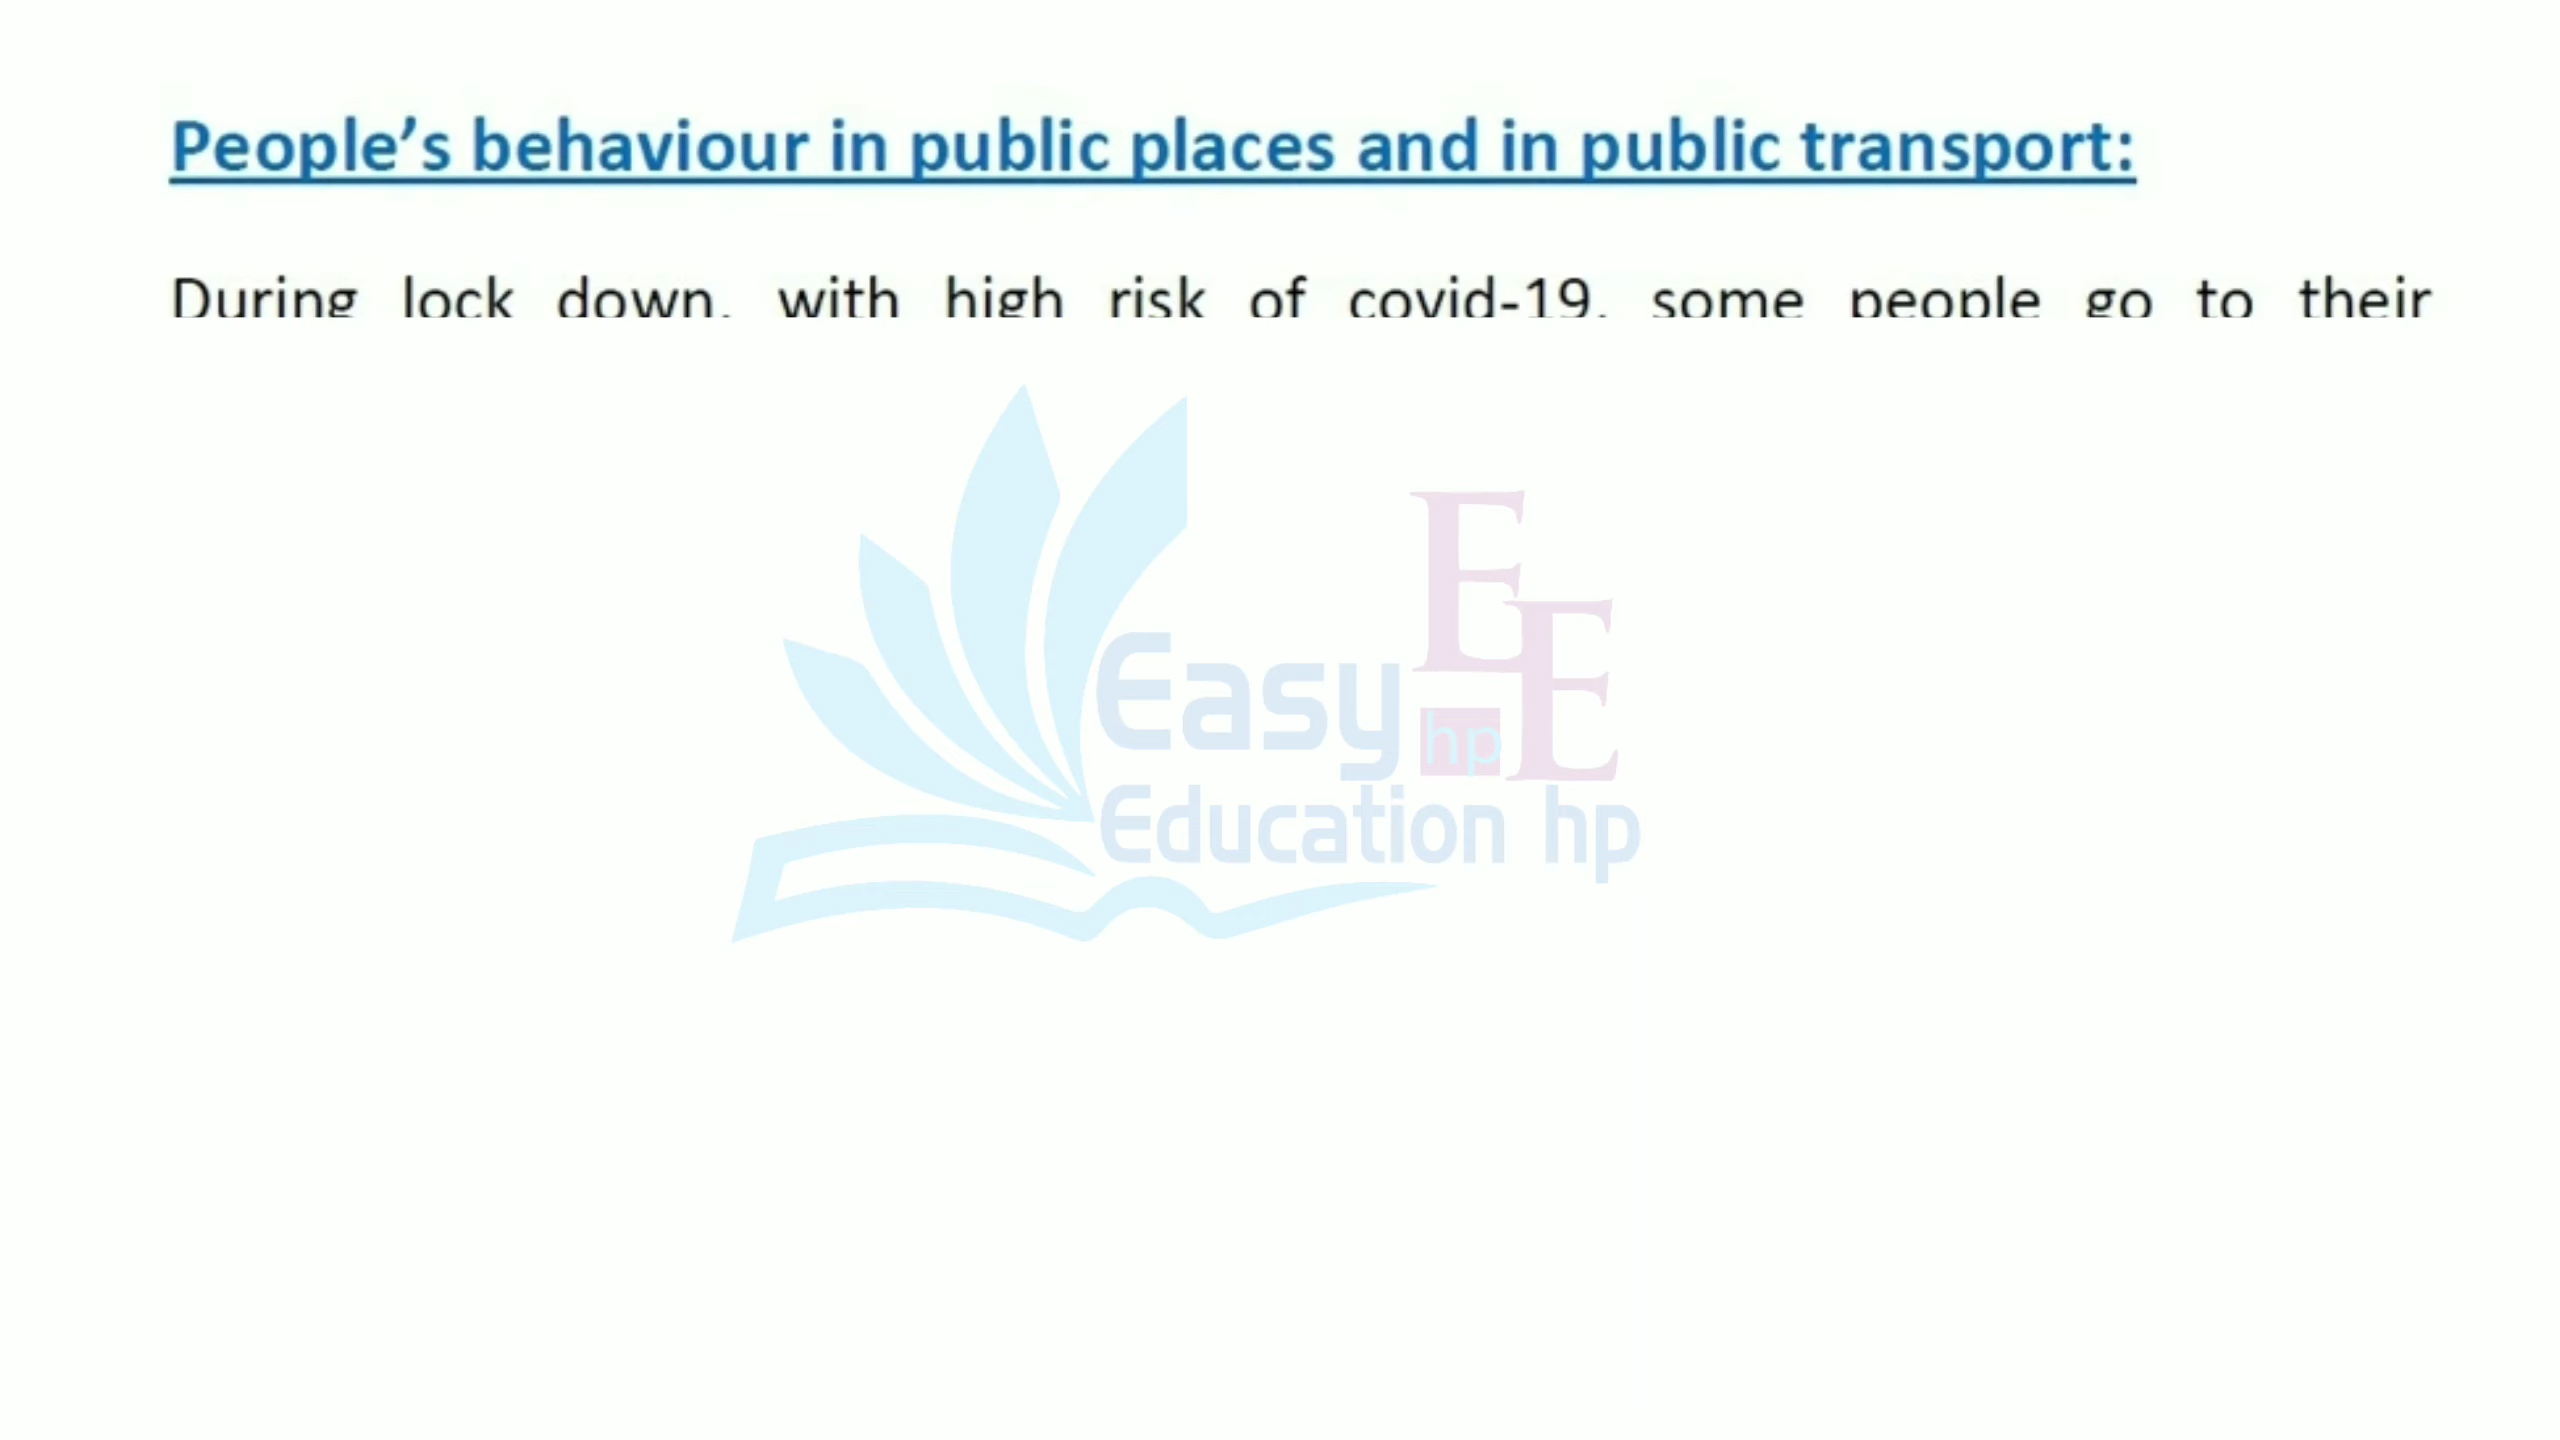 People's behaviour in public places and in public transport:
During lock down, with high risk of covid-19, some people go to their
E
E
Easy
hp
Education hp